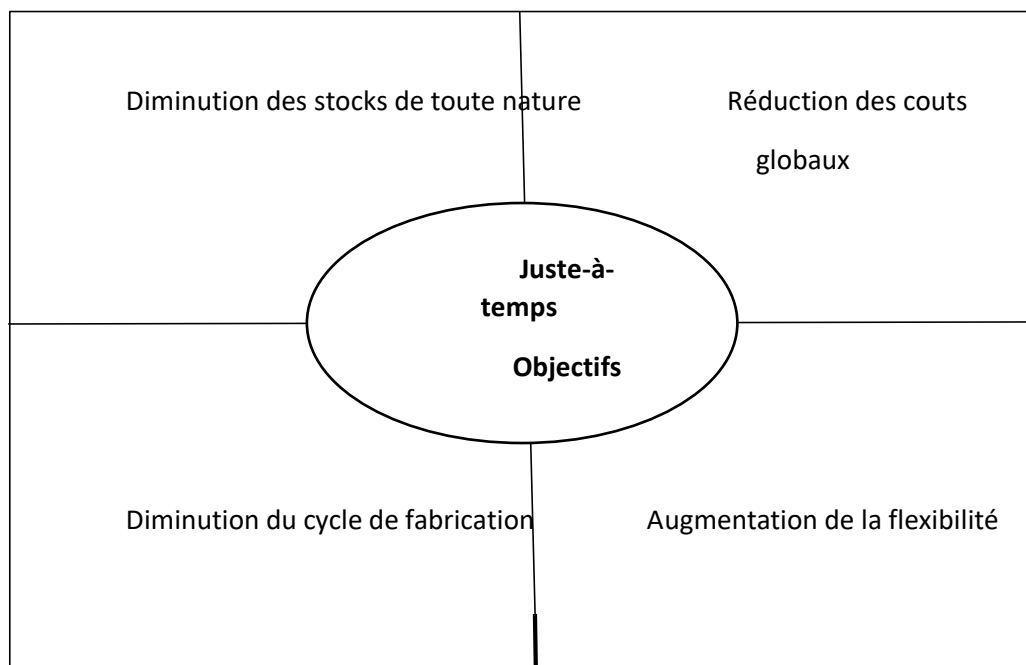 Diminution des stocks de toute nature
Réduction des couts
globaux
Juste-à-
temps
Objectifs
Diminution du cycle de fabrication
Augmentation de la flexibilité